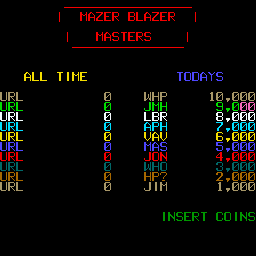 MAZER BLAZER
MASTERS
ALL TIME TODAYS
URL 0 WHP 10,000
URL 0 JMH 9,000
URL 0 LBR 8,000
URL 0 APH 7,000
URL 0 VAV 6,000
URL 0 MAS 5,000
URL 0 JON 4,000
URL 0 WHO 3,000
URL 0 HP? 2,000
URL 0 JIM 1,000
INSERT COINS